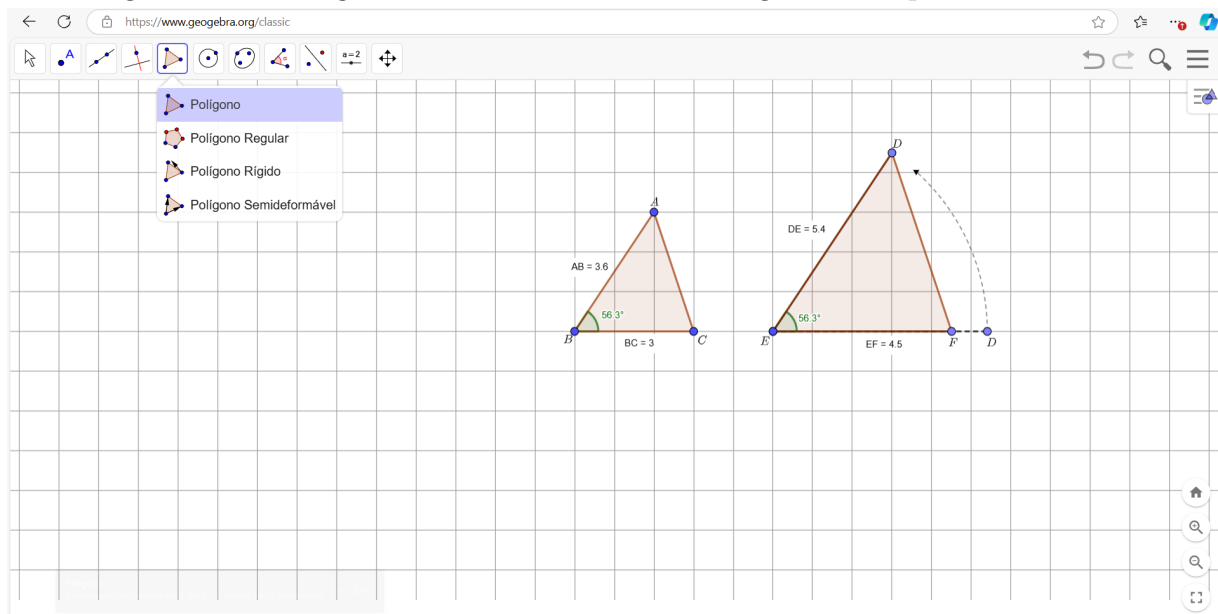 https://www.geogebra.org/classic
A
a=2
Polígono
Polígono Regular
Polígono Rígido
Polígono Semideformável
D
A
DE = 5.4
AB = 3.6
56.3°
56.3°
B
BC = 3
C
E
EF = 4.5
F
D